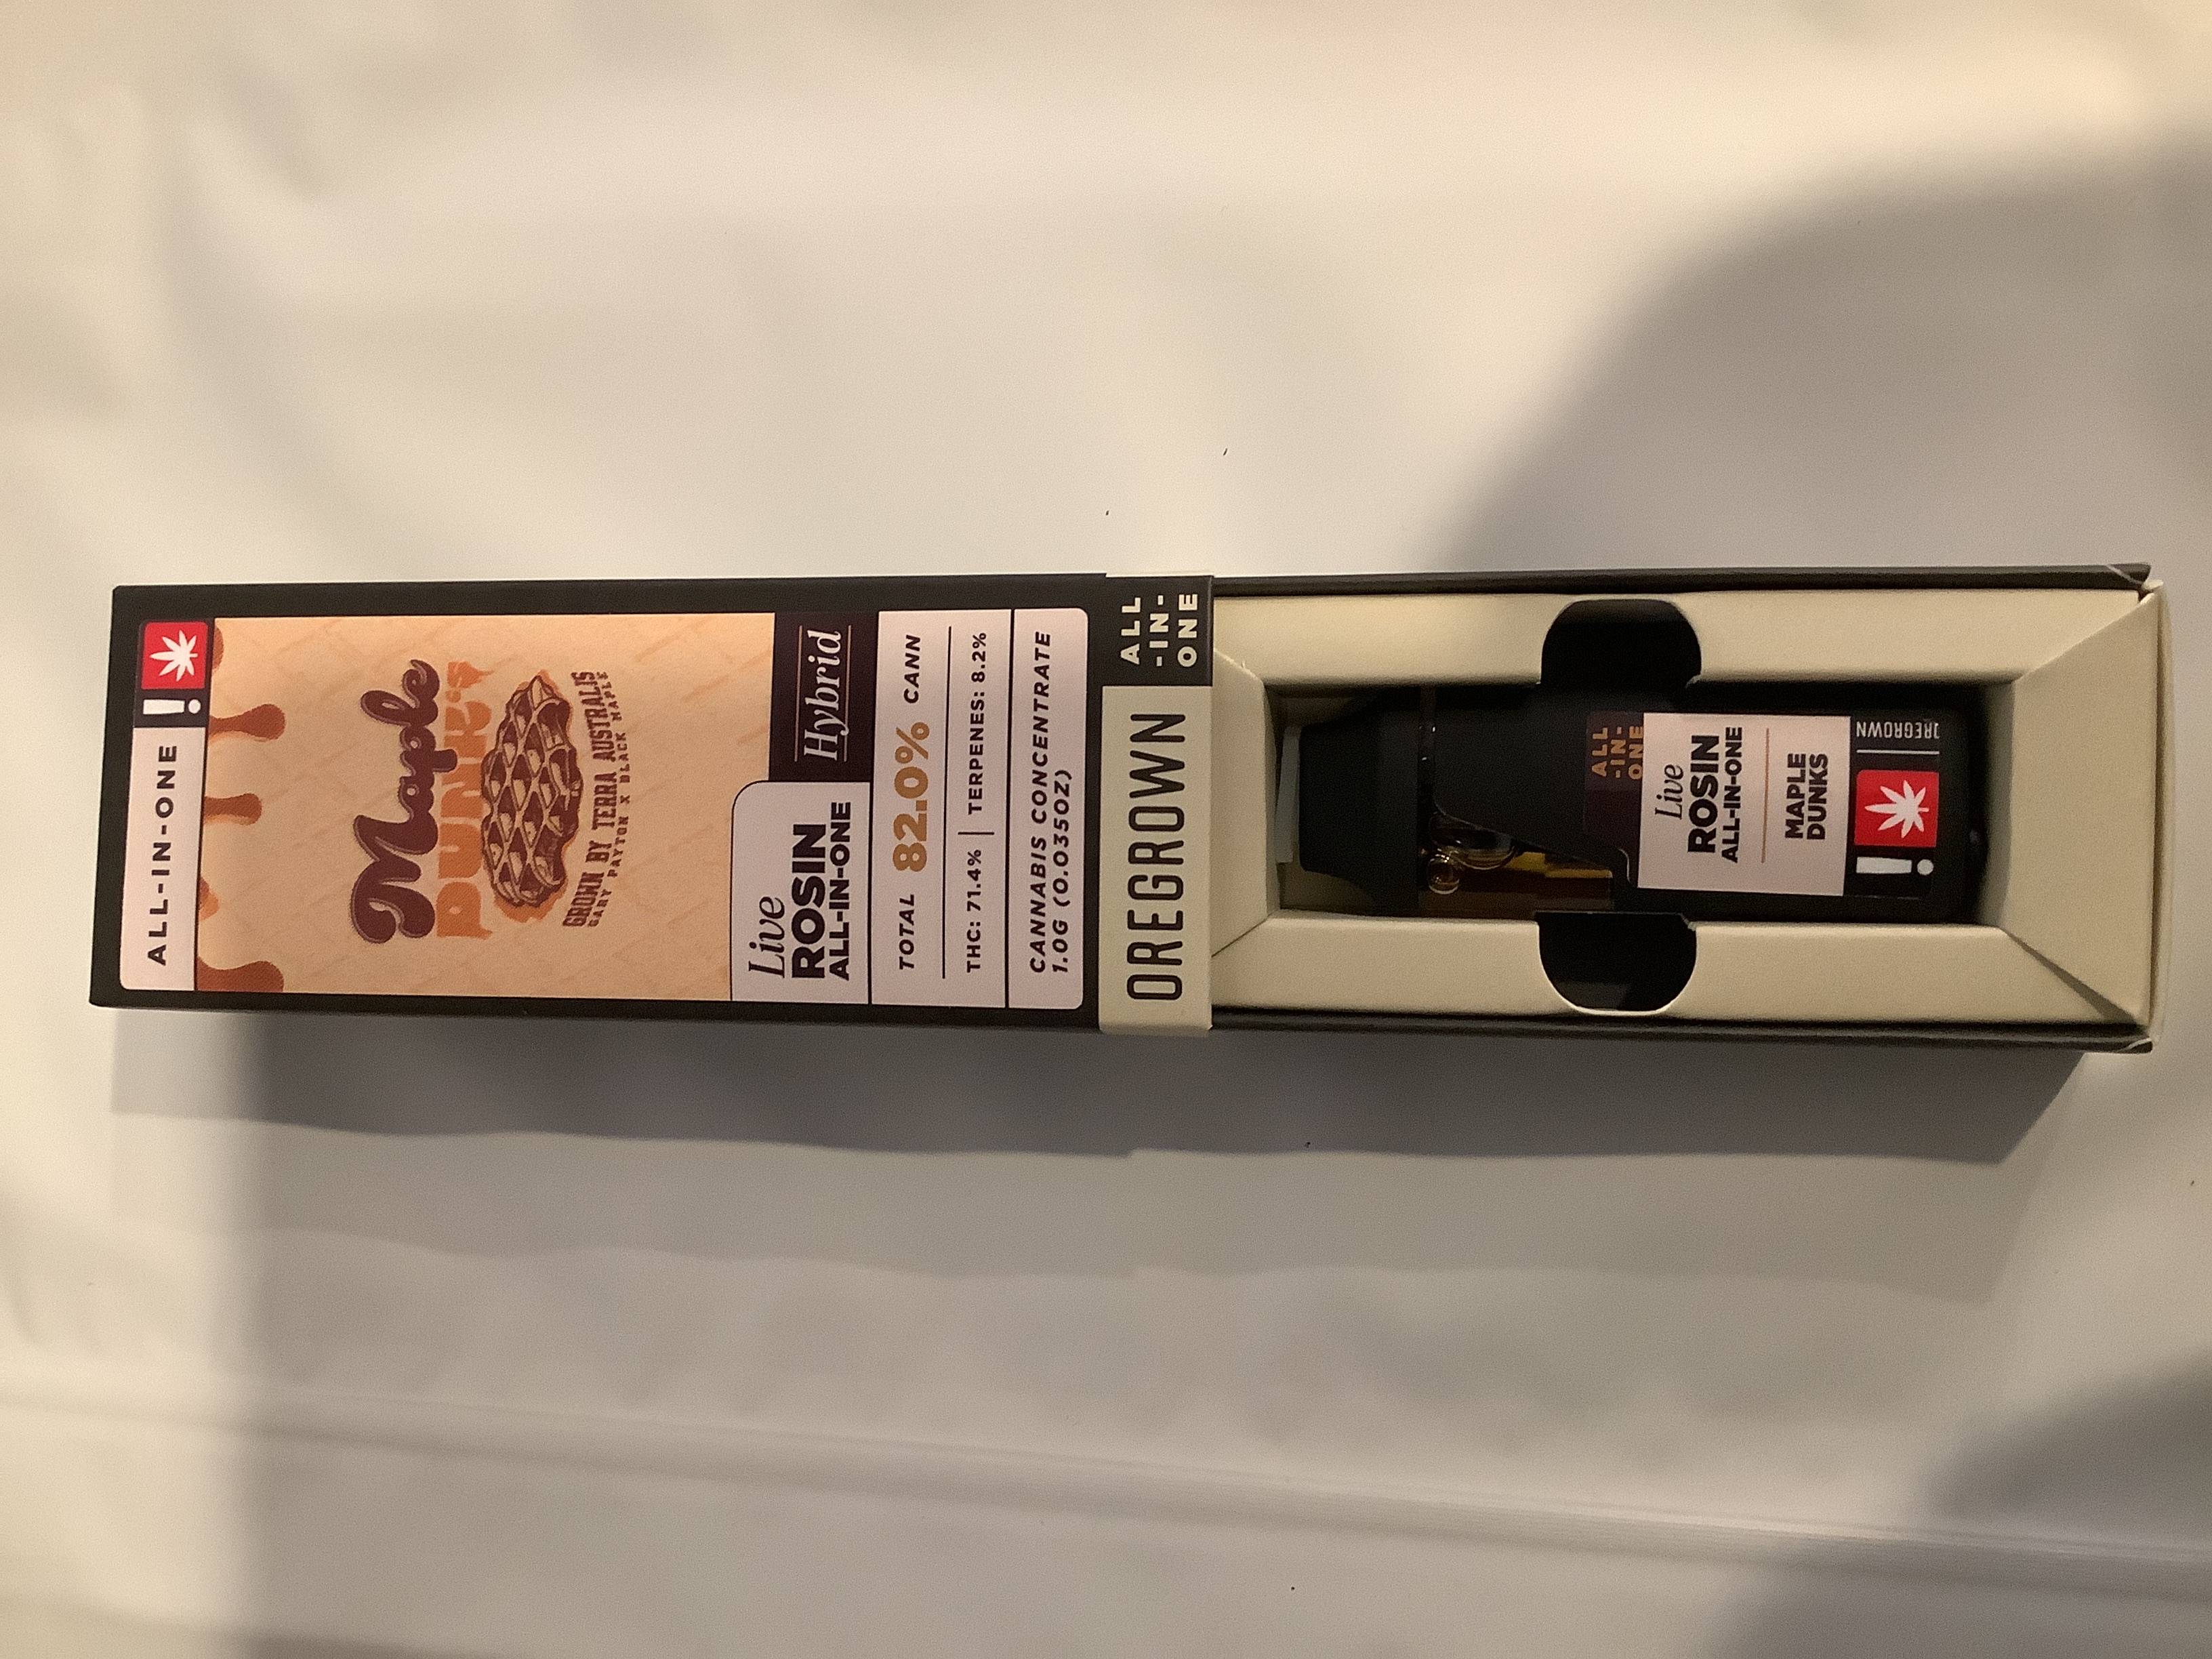 ALL-IN-ONE !
Maple
DUNK's
GROWN BY TERRA AUSTRALIS
GARY PAYTON X BLACK MAPLE
Live
ROSIN
ALL-IN-ONE
Hybrid
TOTAL 82.0% CANN
THC: 71.4% | TERPENES: 8.2%
CANNABIS CONCENTRATE
1.0G (0.035OZ)
OREGROWN
ALL
-IN-
ONE
ALL
-IN-
ONE
Live
ROSIN
ALL-IN-ONE
MAPLE
DUNKS
!
OREGROWN